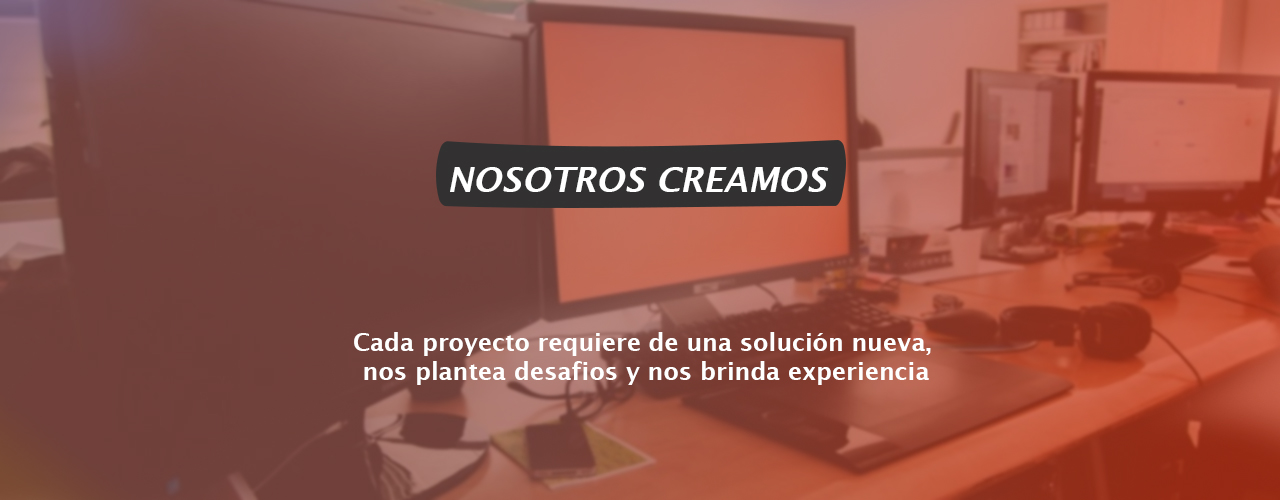 NOSOTROS CREAMOS
Cada proyecto requiere de una solución nueva,
nos plantea desafios y nos brinda experiencia